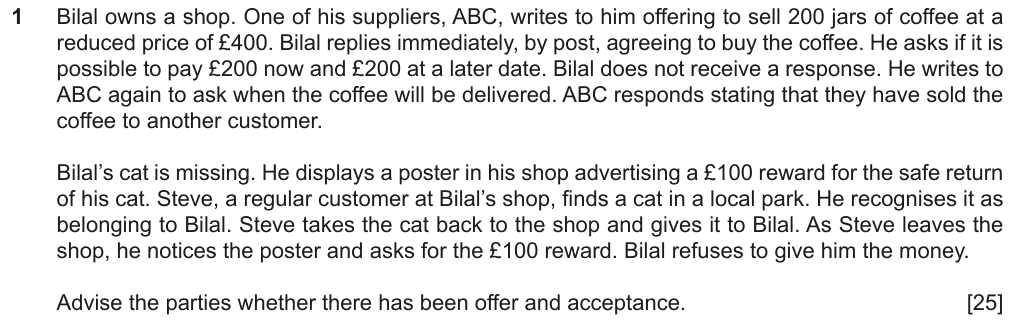 1 Bilal owns a shop. One of his suppliers, ABC, writes to him offering to sell 200 jars of coffee at a
reduced price of £400. Bilal replies immediately, by post, agreeing to buy the coffee. He asks if it is
possible to pay £200 now and £200 at a later date. Bilal does not receive a response. He writes to
ABC again to ask when the coffee will be delivered. ABC responds stating that they have sold the
coffee to another customer.
Bilal’s cat is missing. He displays a poster in his shop advertising a £100 reward for the safe return
of his cat. Steve, a regular customer at Bilal’s shop, finds a cat in a local park. He recognises it as
belonging to Bilal. Steve takes the cat back to the shop and gives it to Bilal. As Steve leaves the
shop, he notices the poster and asks for the £100 reward. Bilal refuses to give him the money.
Advise the parties whether there has been offer and acceptance. [25]